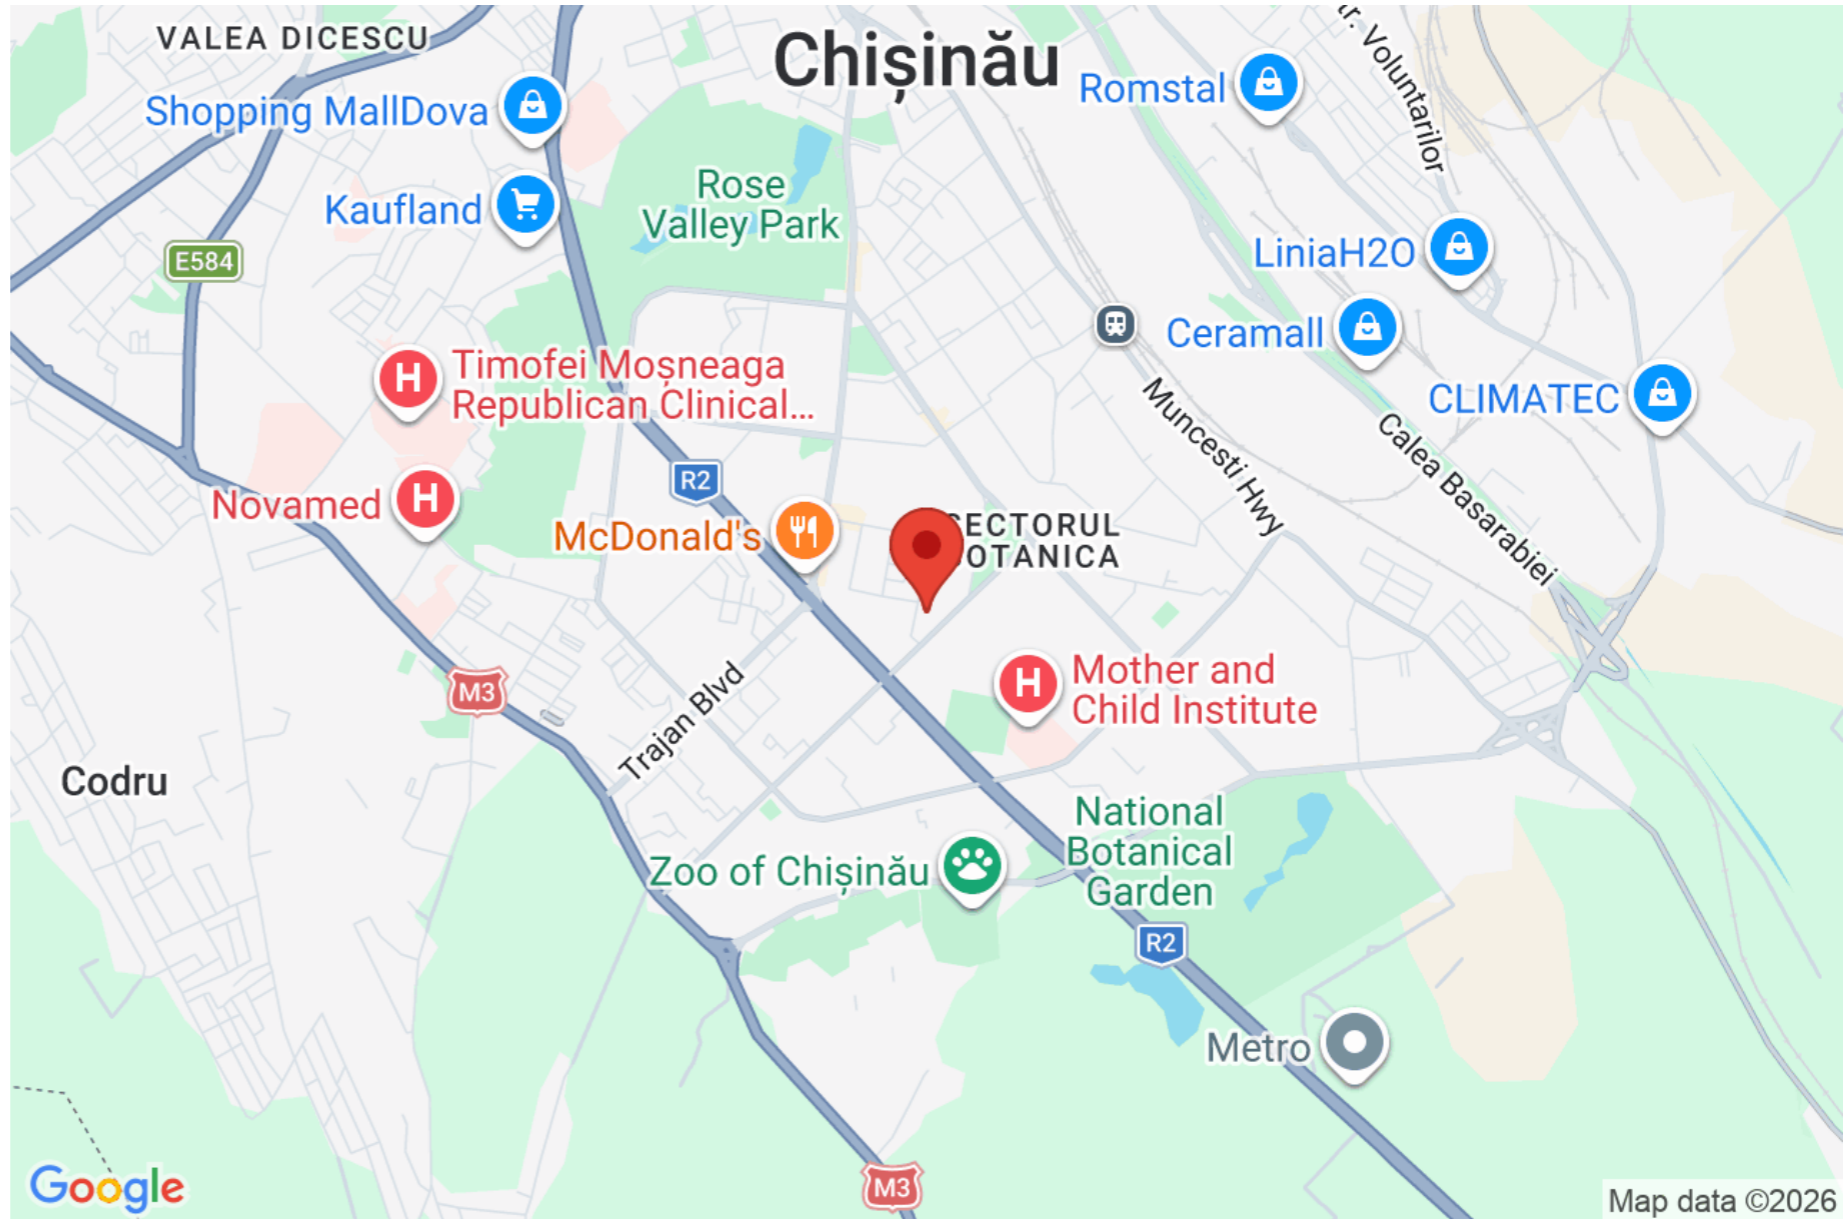 VALEA DICESCU
Chișinău
Romstal
Shopping MallDova
Voluntarilor
Rose
Valley Park
Kaufland
E584
LiniaH2O
Ceramall
Timofei Moșneaga
Republican Clinical...
CLIMATEC
Muncesti Hwy
Calea Basarabiei
R2
Novamed
McDonald's
SECTORUL
OTANICA
Mother and
Child Institute
M3
Trajan Blvd
Codru
National
Botanical
Garden
Zoo of Chișinău
R2
Metro
M3
Google
Map data ©2026